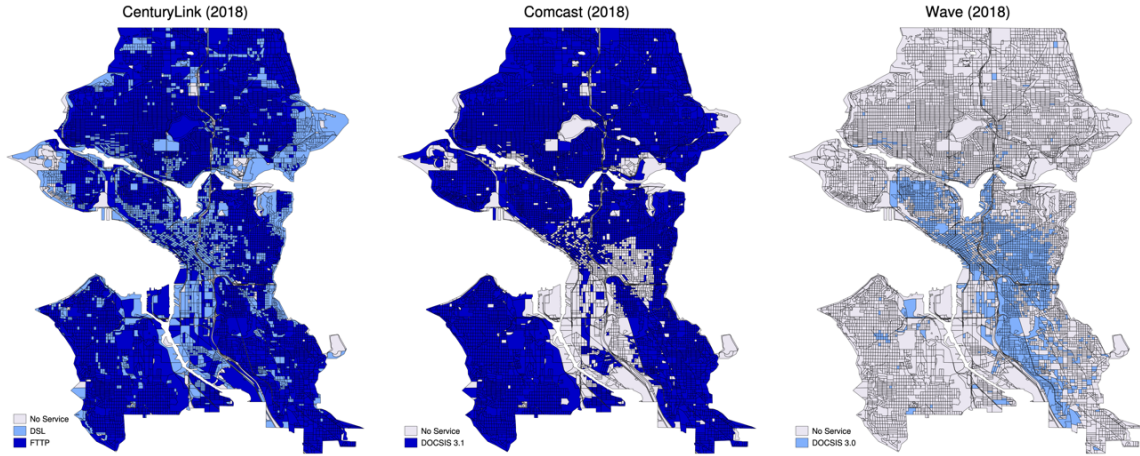 CenturyLink (2018)
No Service
DSL
FTTP
Comcast (2018)
No Service
DOCSIS 3.1
Wave (2018)
No Service
DOCSIS 3.0